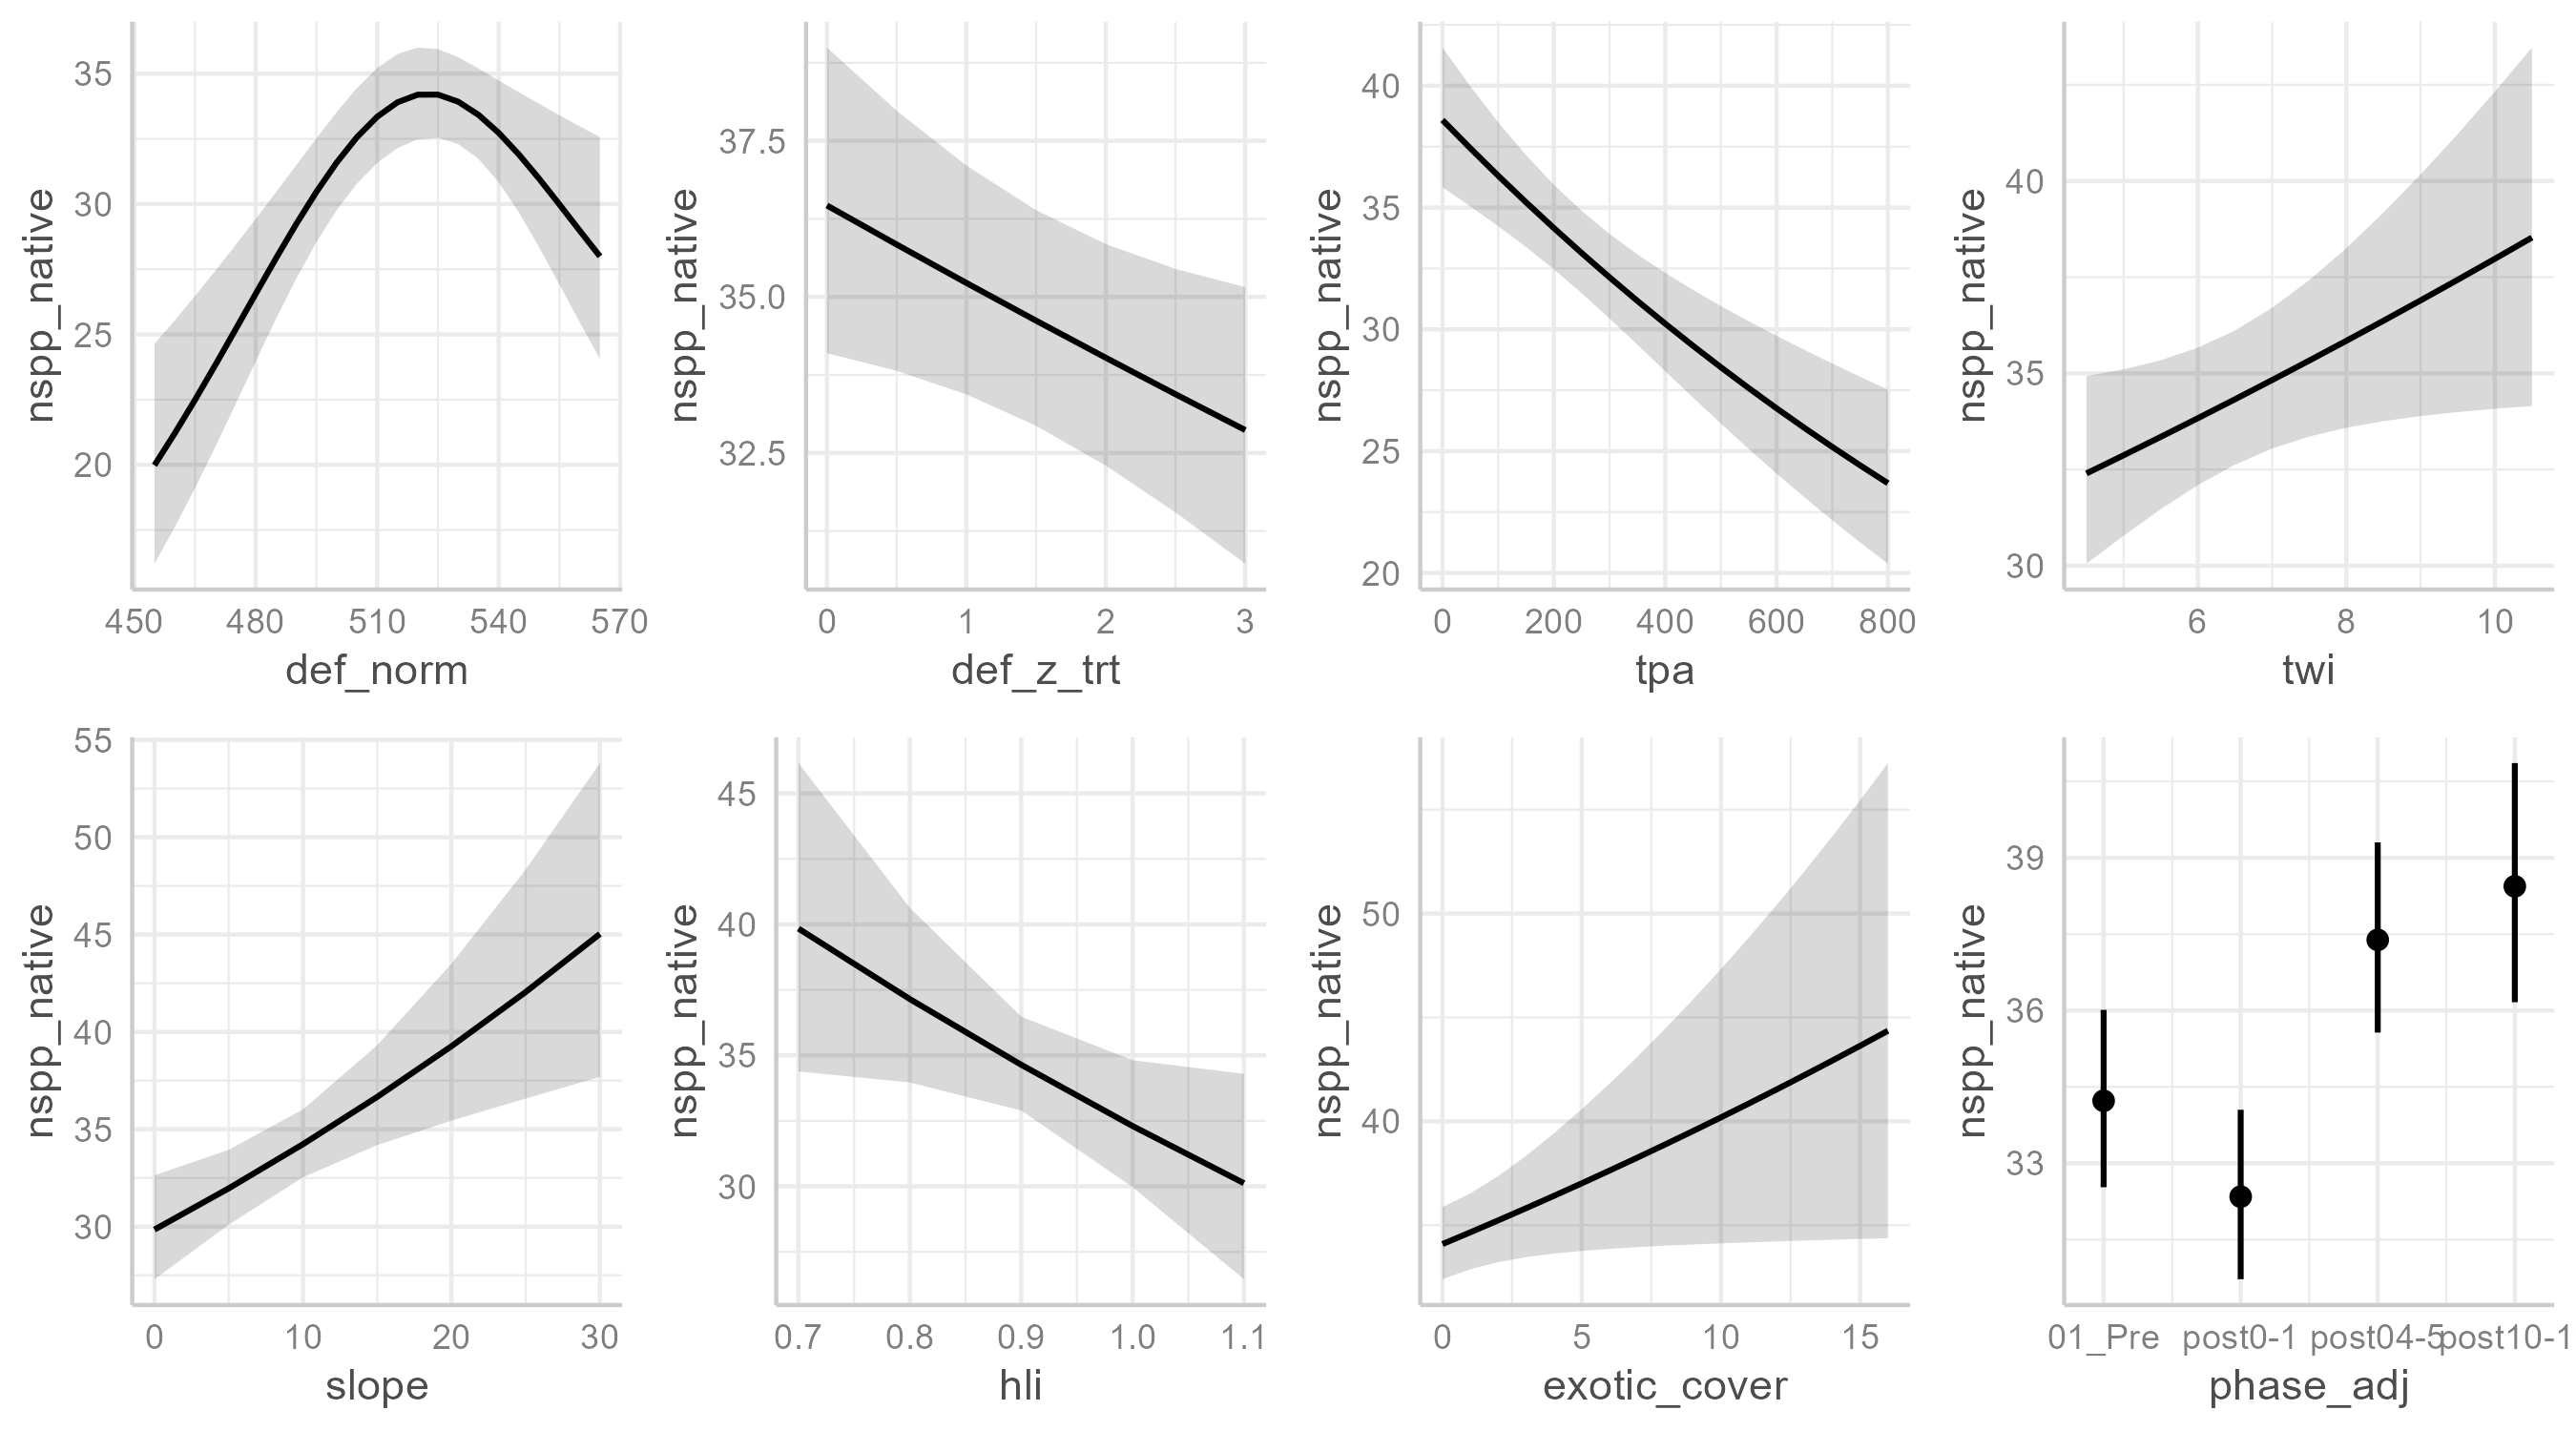 nspp_native
35
30
25
20
450 480 510 540 570
def_norm
nspp_native
37.5
35.0
32.5
0 1 2 3
def_z_trt
nspp_native
40
35
30
25
20
0 200 400 600 800
tpa
nspp_native
40
35
30
6 8 10
twi
nspp_native
55
50
45
40
35
30
0 10 20 30
slope
nspp_native
45
40
35
30
0.7 0.8 0.9 1.0 1.1
hli
nspp_native
50
40
0 5 10 15
exotic_cover
nspp_native
39
36
33
01_Pre post0-1 post04-5 post10-1
phase_adj